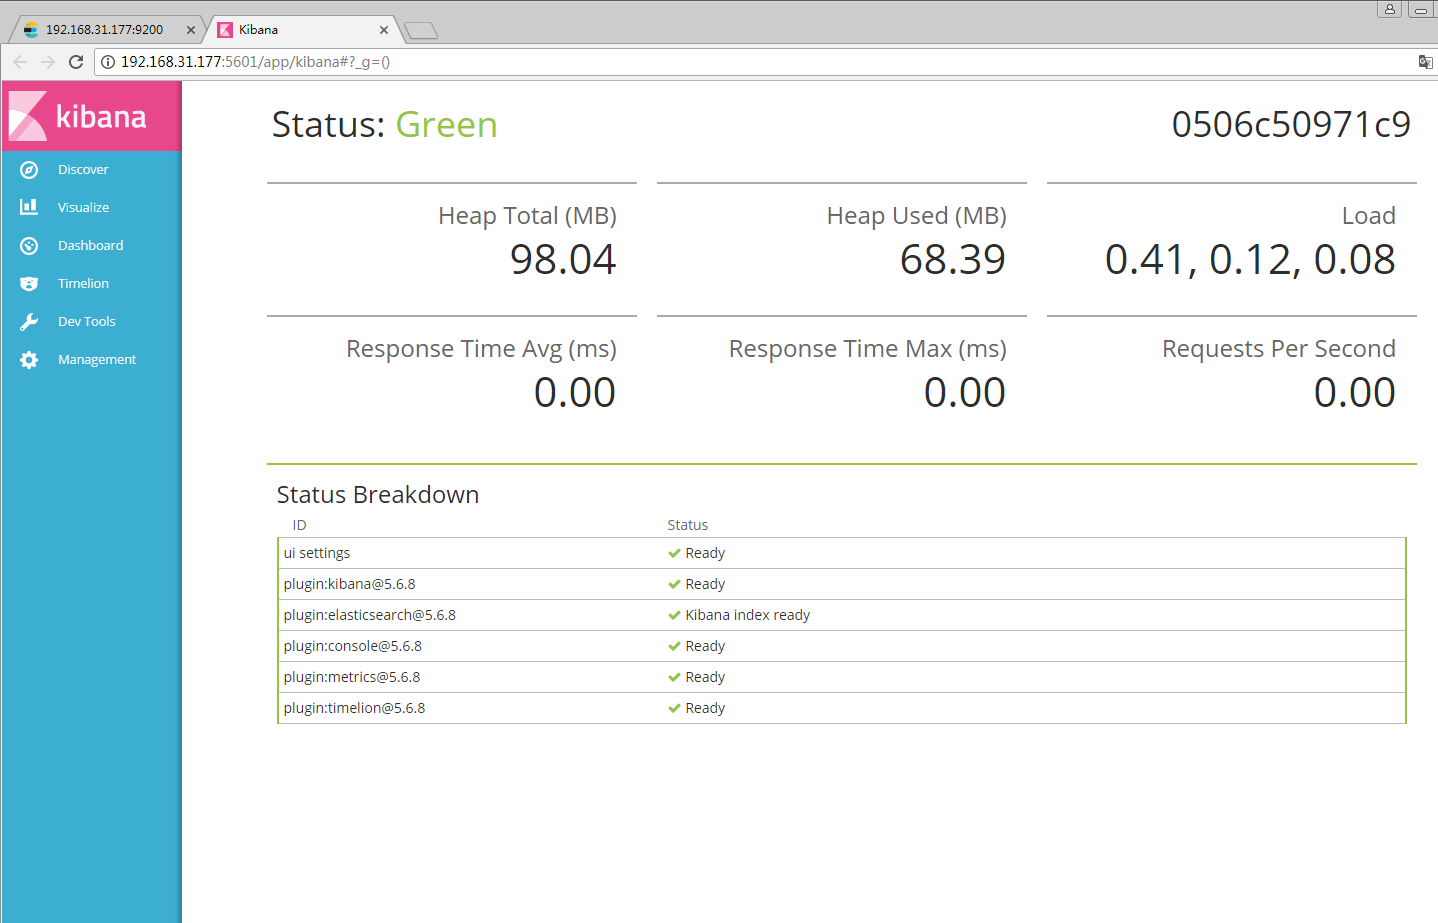 192.168.31.177:9200
Kibana
192.168.31.177:5601/app/kibana#?_g=()
kibana
Discover
Visualize
Dashboard
Timelion
Dev Tools
Management
Status: Green
0506c50971c9
Heap Total (MB)
98.04
Heap Used (MB)
68.39
Load
0.41, 0.12, 0.08
Response Time Avg (ms)
0.00
Response Time Max (ms)
0.00
Requests Per Second
0.00
Status Breakdown
ID Status
ui settings Ready
plugin:kibana@5.6.8 Ready
plugin:elasticsearch@5.6.8 Kibana index ready
plugin:console@5.6.8 Ready
plugin:metrics@5.6.8 Ready
plugin:timelion@5.6.8 Ready